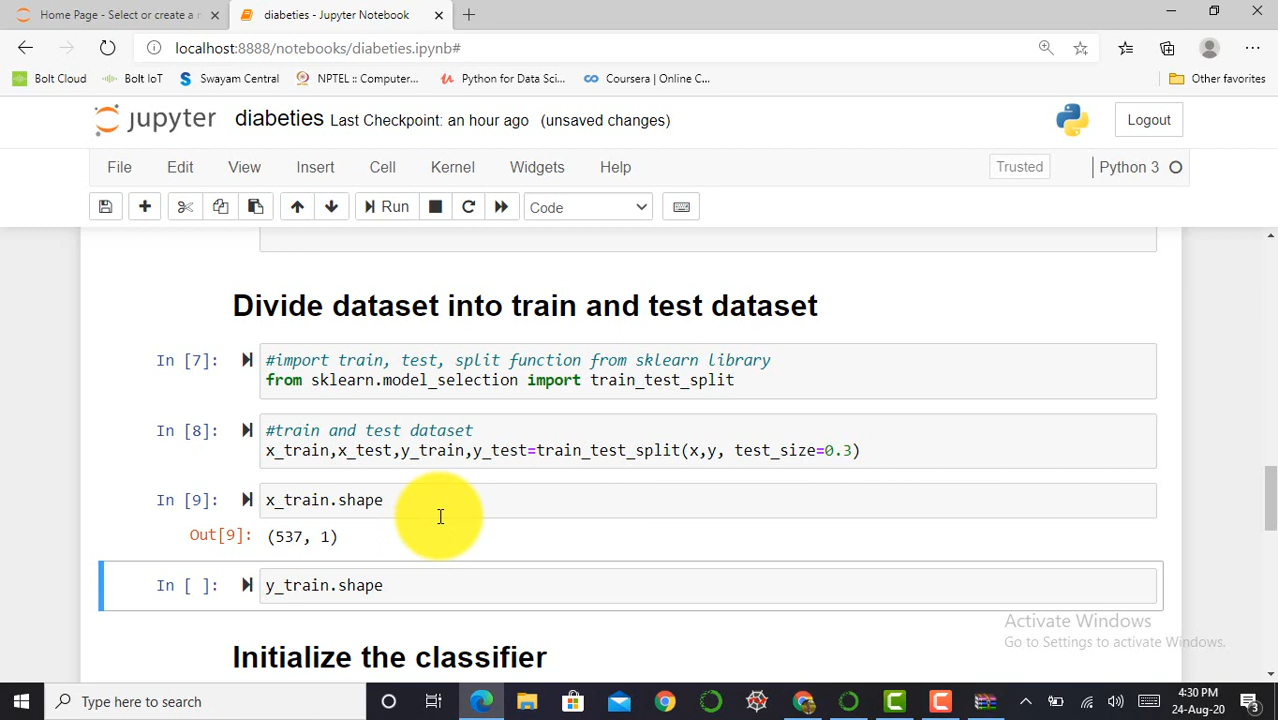 Home Page - Select or create a n
diabeties - Jupyter Notebook
localhost:8888/notebooks/diabeties.ipynb#
Bolt Cloud
Bolt IoT
Swayam Central
NPTEL :: Computer...
Python for Data Sci...
Coursera | Online C...
Other favorites
jupyter
diabeties Last Checkpoint: an hour ago (unsaved changes)
Logout
File
Edit
View
Insert
Cell
Kernel
Widgets
Help
Trusted
Python 3
Run
Code
Divide dataset into train and test dataset
In [7]:
#import train, test, split function from sklearn library
from sklearn.model_selection import train_test_split
In [8]:
#train and test dataset
x_train,x_test,y_train,y_test=train_test_split(x,y, test_size=0.3)
In [9]:
x_train.shape
Out[9]:
(537, 1)
In [ ]:
y_train.shape
Activate Windows
Go to Settings to activate Windows.
Initialize the classifier
Type here to search
4:30 PM
24-Aug-20
3